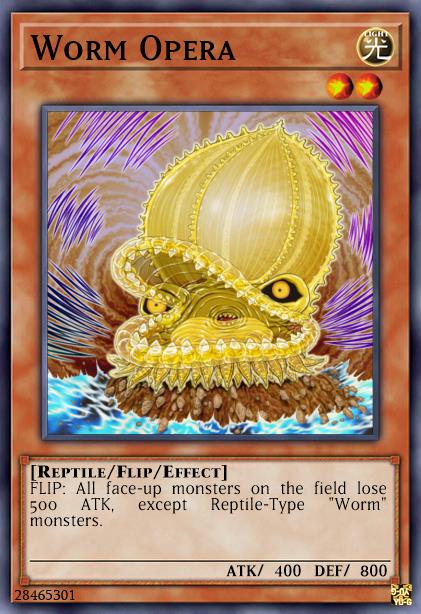 Worm Opera
LIGHT
光
[Reptile/Flip/Effect]
FLIP: All face-up monsters on the field lose
500 ATK, except Reptile-Type "Worm"
monsters.
ATK/ 400 DEF/ 800
28465301